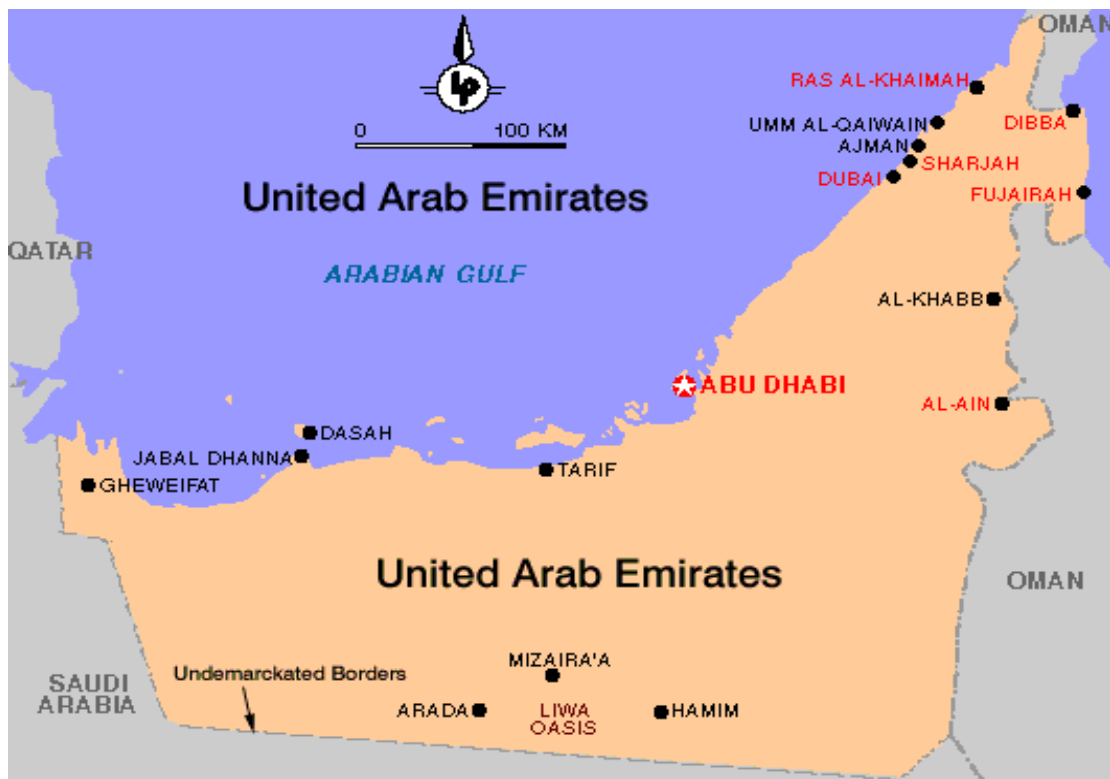 OMAN
RAS AL-KHAIMAH
LP
0 100 KM
UMM AL-QAIWAIN
DIBBA
AJMAN
SHARJAH
DUBAI
United Arab Emirates
FUJAIRAH
QATAR
ARABIAN GULF
AL-KHABB
ABU DHABI
AL-AIN
DASAH
JABAL DHANNA
TARIF
GHEWEIFAT
United Arab Emirates
OMAN
MIZAIRA'A
Undemarckated Borders
SAUDI
ARABIA
ARADA
LIWA
OASIS
HAMIM